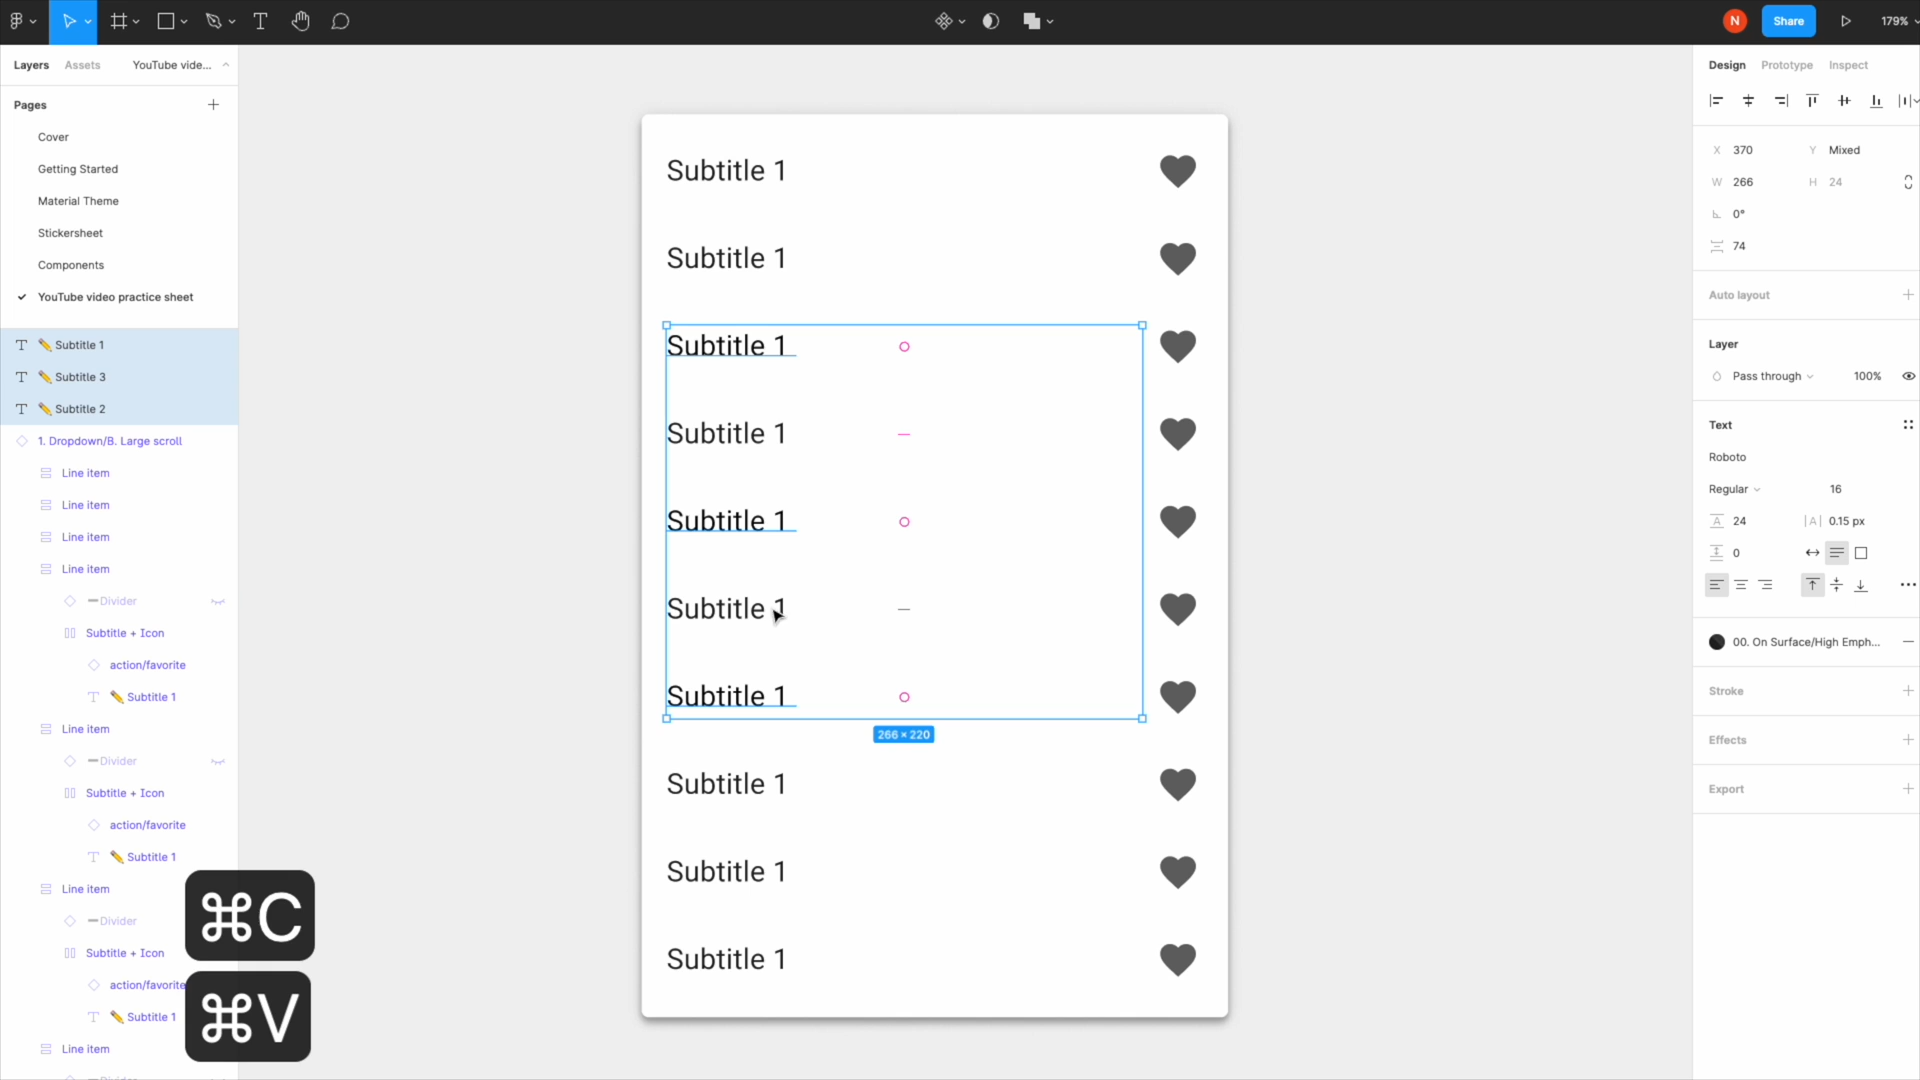 N
Share
179%
Layers
Assets
YouTube vide...
Pages
Cover
Getting Started
Material Theme
Stickersheet
Components
YouTube video practice sheet
Subtitle 1
Subtitle 3
Subtitle 2
1. Dropdown/B. Large scroll
Line item
Line item
Line item
Line item
Divider
Subtitle + Icon
action/favorite
Subtitle 1
Line item
Divider
Subtitle + Icon
action/favorite
Subtitle 1
Line item
Divider
Subtitle + Icon
action/favorite
Subtitle 1
Line item
⌘C
⌘V
Subtitle 1
Subtitle 1
Subtitle 1
Subtitle 1
Subtitle 1
Subtitle 1
Subtitle 1
266 × 220
Subtitle 1
Subtitle 1
Subtitle 1
Design
Prototype
Inspect
X 370 Y Mixed
W 266 H 24
0°
74
Auto layout
Layer
Pass through 100%
Text
Roboto
Regular 16
24 0.15 px
0
00. On Surface/High Emph...
Stroke
Effects
Export